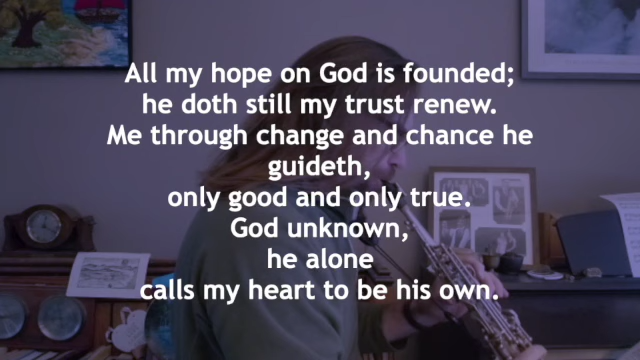 All my hope on God is founded;
he doth still my trust renew.
Me through change and chance he
guideth,
only good and only true.
God unknown,
he alone
calls my heart to be his own.